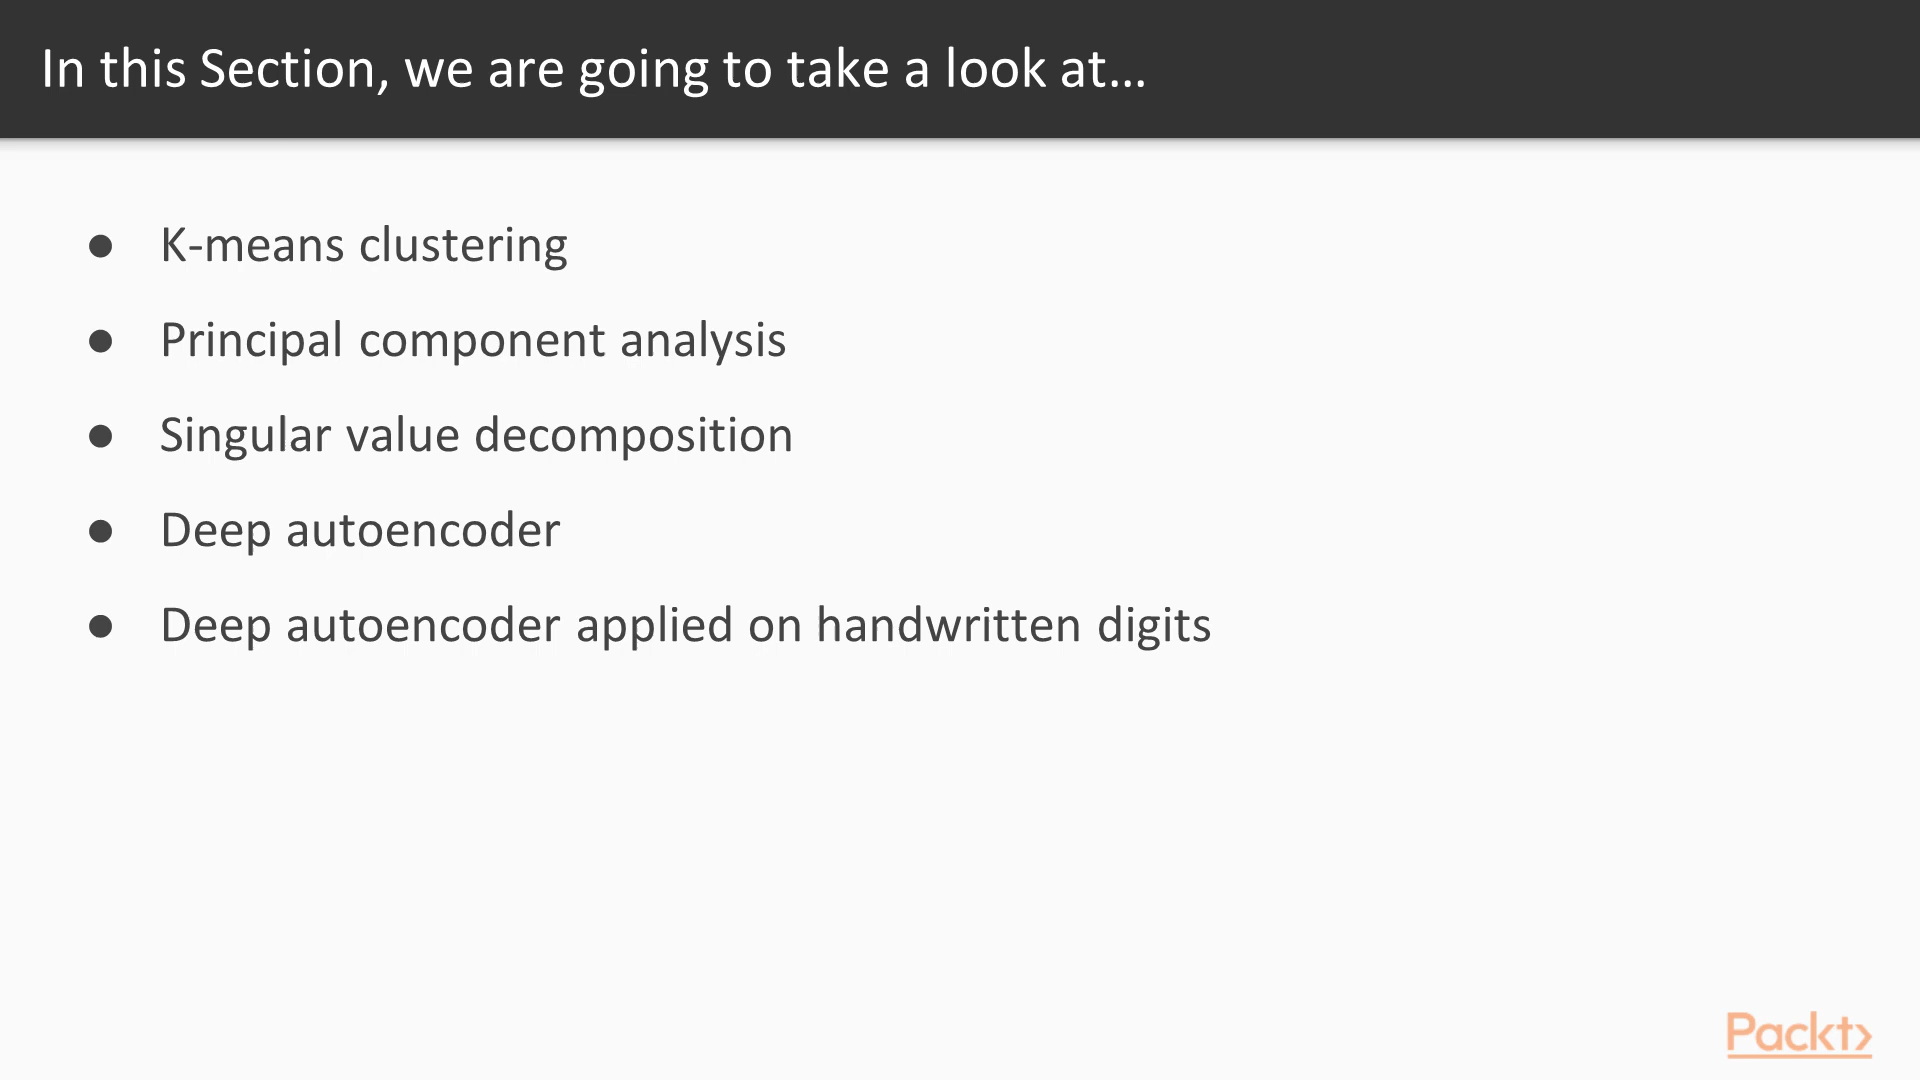 In this Section, we are going to take a look at...
● K-means clustering
● Principal component analysis
● Singular value decomposition
● Deep autoencoder
● Deep autoencoder applied on handwritten digits
Packt>